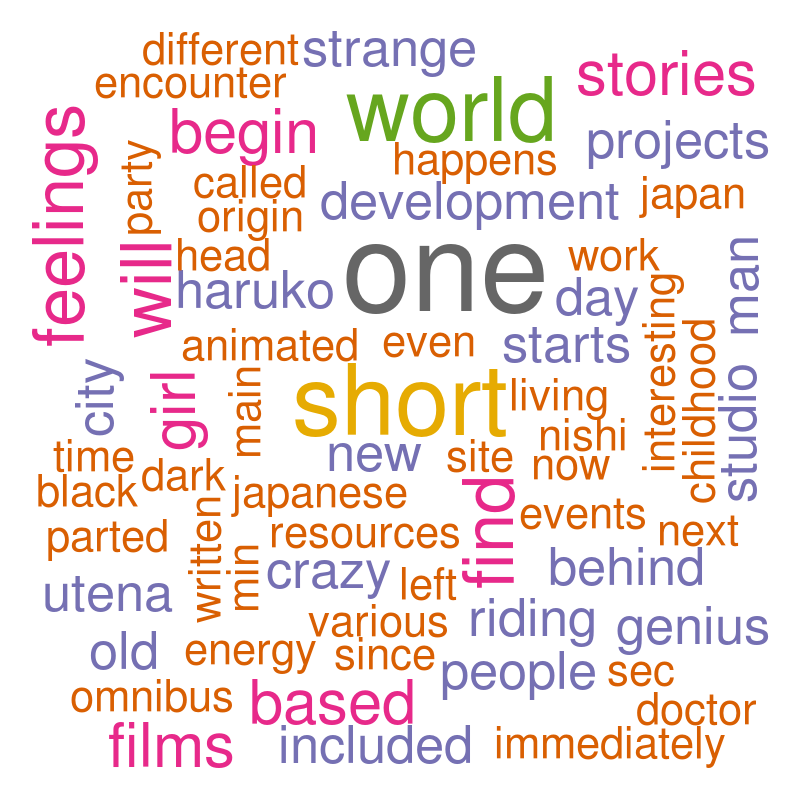 different strange
encounter
stories
world
begin
projects
feelings
party
happens
called
development
japan
origin
will
head
one
work
haruko
day
man
interesting
animated
even
starts
childhood
city
girl
main
short
living
studio
nishi
new
site
now
time
dark
black
japanese
find
events
written
parted
resources
next
min
crazy
left
behind
utena
various
riding
genius
old
energy
since
people
sec
omnibus
based
doctor
films
included
immediately